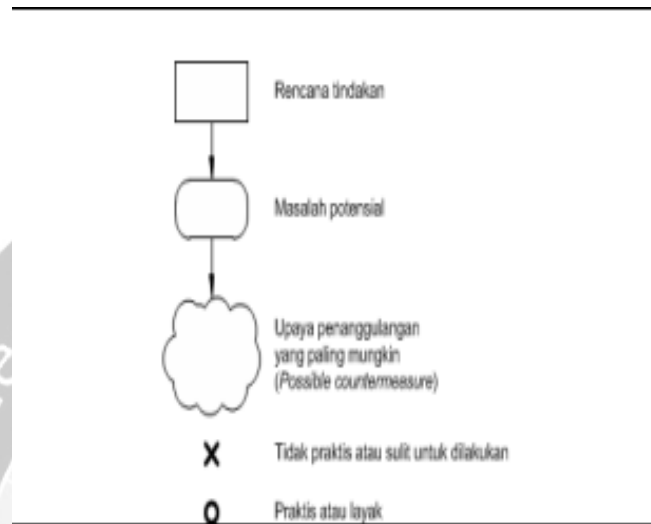 Rencana tindakan
Masalah potensial
Upaya penanggulangan
yang paling mungkin
(Possible countermeasure)
X Tidak praktis atau sulit untuk dilakukan
O Praktis atau layak